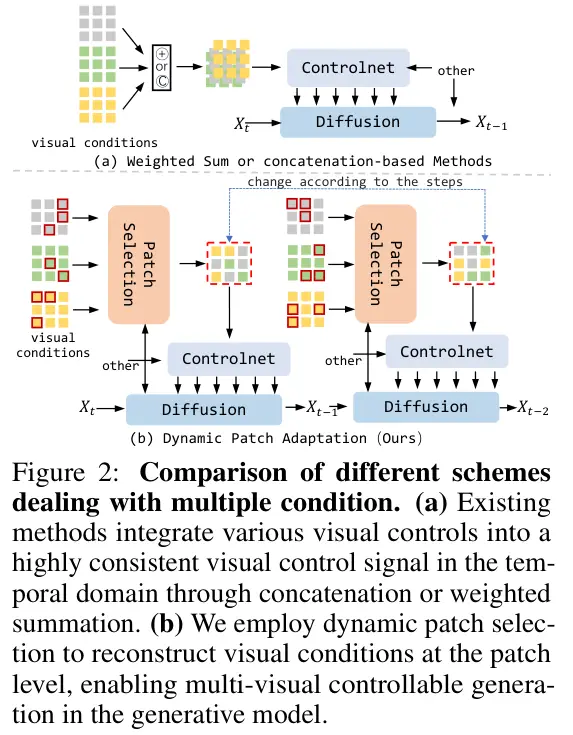 ⊕
or
©
Controlnet
other
X_t
Diffusion
X_{t-1}
visual conditions
(a) Weighted Sum or concatenation-based Methods
change according to the steps
Patch
Selection
Patch
Selection
visual
conditions
other
Controlnet
other
Controlnet
X_t
Diffusion
X_{t-1}
Diffusion
X_{t-2}
(b) Dynamic Patch Adaptation (Ours)
Figure 2: Comparison of different schemes
dealing with multiple condition. (a) Existing
methods integrate various visual controls into a
highly consistent visual control signal in the tem-
poral domain through concatenation or weighted
summation. (b) We employ dynamic patch selec-
tion to reconstruct visual conditions at the patch
level, enabling multi-visual controllable genera-
tion in the generative model.